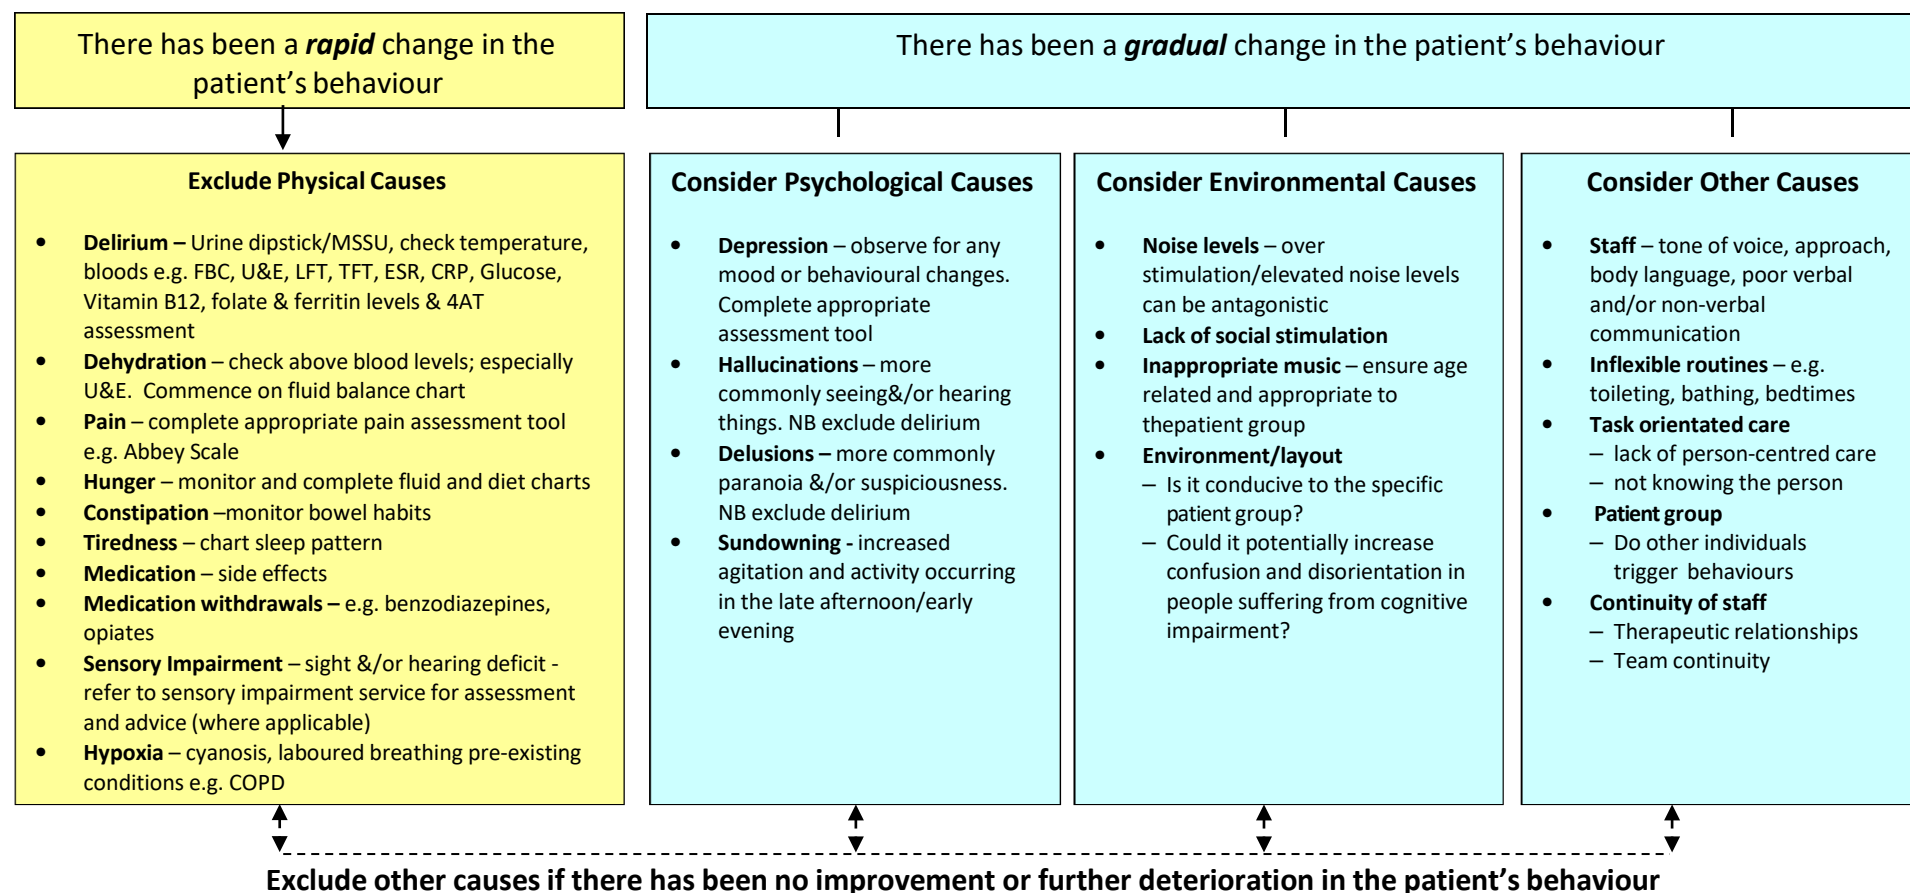 There has been a rapid change in the
patient’s behaviour
There has been a gradual change in the patient’s behaviour
Exclude Physical Causes
• Delirium – Urine dipstick/MSSU, check temperature,
bloods e.g. FBC, U&E, LFT, TFT, ESR, CRP, Glucose,
Vitamin B12, folate & ferritin levels & 4AT
assessment
• Dehydration – check above blood levels; especially
U&E. Commence on fluid balance chart
• Pain – complete appropriate pain assessment tool
e.g. Abbey Scale
• Hunger – monitor and complete fluid and diet charts
• Constipation –monitor bowel habits
• Tiredness – chart sleep pattern
• Medication – side effects
• Medication withdrawals – e.g. benzodiazepines,
opiates
• Sensory Impairment – sight &/or hearing deficit -
refer to sensory impairment service for assessment
and advice (where applicable)
• Hypoxia – cyanosis, laboured breathing pre-existing
conditions e.g. COPD
Consider Psychological Causes
• Depression – observe for any
mood or behavioural changes.
Complete appropriate
assessment tool
• Hallucinations – more
commonly seeing&/or hearing
things. NB exclude delirium
• Delusions – more commonly
paranoia &/or suspiciousness.
NB exclude delirium
• Sundowning - increased
agitation and activity occurring
in the late afternoon/early
evening
Consider Environmental Causes
• Noise levels – over
stimulation/elevated noise levels
can be antagonistic
• Lack of social stimulation
• Inappropriate music – ensure age
related and appropriate to
thepatient group
• Environment/layout
– Is it conducive to the specific
patient group?
– Could it potentially increase
confusion and disorientation in
people suffering from cognitive
impairment?
Consider Other Causes
• Staff – tone of voice, approach,
body language, poor verbal
and/or non-verbal
communication
• Inflexible routines – e.g.
toileting, bathing, bedtimes
• Task orientated care
– lack of person-centred care
– not knowing the person
• Patient group
– Do other individuals
trigger behaviours
• Continuity of staff
– Therapeutic relationships
– Team continuity
Exclude other causes if there has been no improvement or further deterioration in the patient’s behaviour